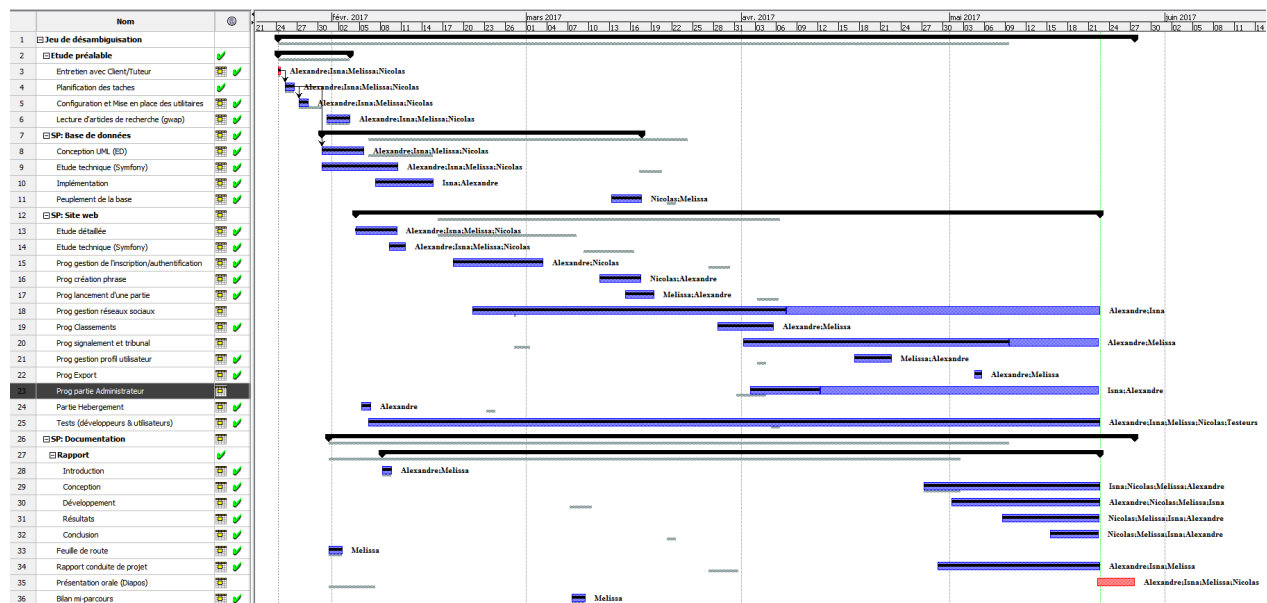 Nom
févr. 2017 mars 2017 avr. 2017 mai 2017 juin 2017
21 24 27 30 02 05 08 11 14 17 20 23 26 01 04 07 10 13 16 19 22 25 28 31 03 06 09 12 15 18 21 24 27 30 03 06 09 12 15 18 21 24 27 30 02 05 08 11 14
1 Jeu de désambiguisation
2 Etude préalable
3 Entretien avec Client/Tuteur Alexandre;Isna;Melissa;Nicolas
4 Planification des taches Alexandre;Isna;Melissa;Nicolas
5 Configuration et Mise en place des utilitaires Alexandre;Isna;Melissa;Nicolas
6 Lecture d'articles de recherche (gwap) Alexandre;Isna;Melissa;Nicolas
7 SP: Base de données
8 Conception UML (ED) Alexandre;Isna;Melissa;Nicolas
9 Etude technique (Symfony) Alexandre;Isna;Melissa;Nicolas
10 Implémentation Isna;Alexandre
11 Peuplement de la base Nicolas;Melissa
12 SP: Site web
13 Etude détaillée Alexandre;Isna;Melissa;Nicolas
14 Etude technique (Symfony) Alexandre;Isna;Melissa;Nicolas
15 Prog gestion de l'inscription/authentification Alexandre;Nicolas
16 Prog création phrase Nicolas;Alexandre
17 Prog lancement d'une partie Melissa;Alexandre
18 Prog gestion réseaux sociaux Alexandre;Isna
19 Prog Classements Alexandre;Melissa
20 Prog signalement et tribunal Alexandre;Melissa
21 Prog gestion profil utilisateur Melissa;Alexandre
22 Prog Export Alexandre;Melissa
23 Prog partie Administrateur Isna;Alexandre
24 Partie Hebergement Alexandre
25 Tests (développeurs & utilisateurs) Alexandre;Isna;Melissa;Nicolas;Testeurs
26 SP: Documentation
27 Rapport
28 Introduction Alexandre;Melissa
29 Conception Isna;Nicolas;Melissa;Alexandre
30 Développement Alexandre;Nicolas;Melissa;Isna
31 Résultats Nicolas;Melissa;Isna;Alexandre
32 Conclusion Nicolas;Melissa;Isna;Alexandre
33 Feuille de route Melissa
34 Rapport conduite de projet Alexandre;Isna;Melissa
35 Présentation orale (Diapos) Alexandre;Isna;Melissa;Nicolas
36 Bilan mi-parcours Melissa